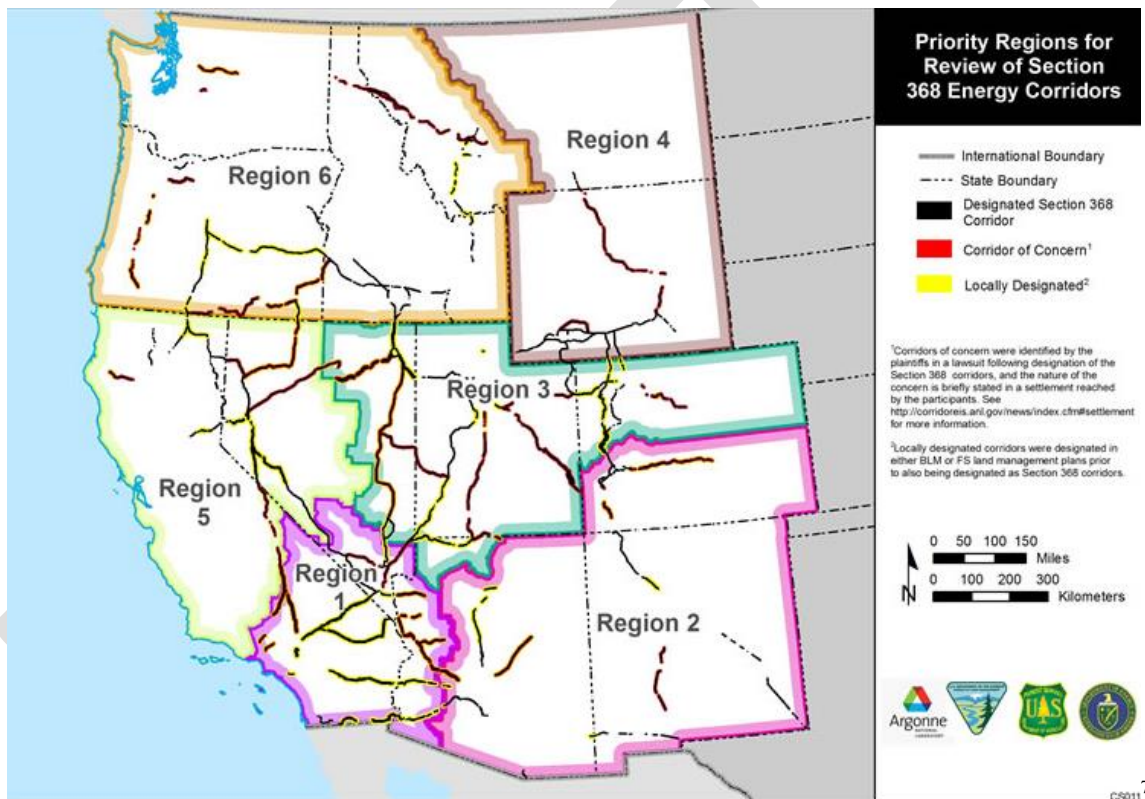 Priority Regions for
Review of Section
368 Energy Corridors
International Boundary
State Boundary
Designated Section 368
Corridor
Corridor of Concern¹
Locally Designated²
¹Corridors of concern were identified by the
plaintiffs in a lawsuit following designation of the
Section 368 corridors, and the nature of the
concern is briefly stated in a settlement reached
by the participants. See
http://corridoreis.anl.gov/news/index.cfm#settlement
for more information.
²Locally designated corridors were designated in
either BLM or FS land management plans prior
to also being designated as Section 368 corridors.
0 50 100 150
Miles
0 100 200 300
Kilometers
N
Region 4
Region 6
Region 3
Region
5
Region
1
Region 2
Argonne
NATIONAL
LABORATORY
UAS
CS011